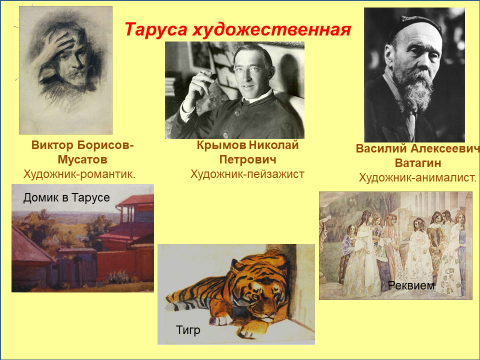 Таруса художественная
Виктор Борисов-
Мусатов
Художник-романтик.
Крымов Николай
Петрович
Художник-пейзажист
Василий Алексеевич
Ватагин
Художник-анималист.
Домик в Тарусе
Тигр
Реквием